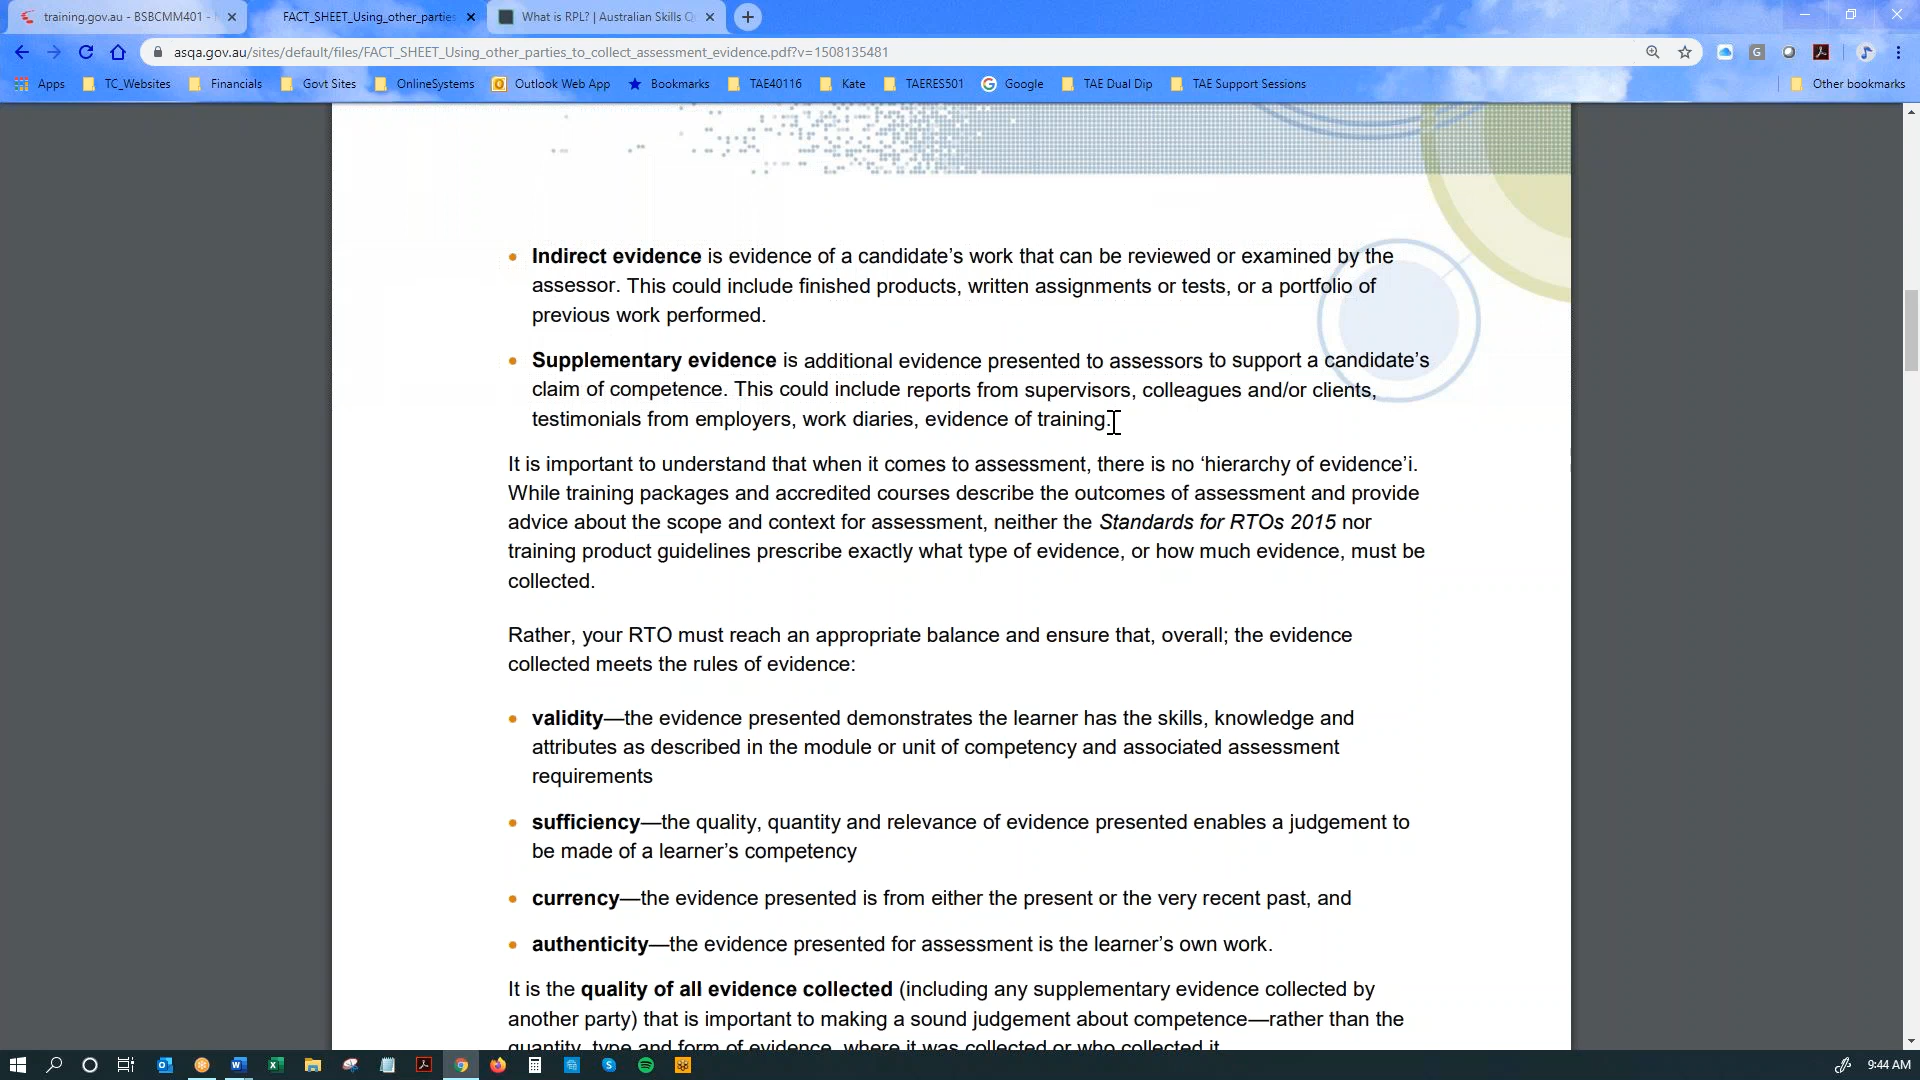 training.gov.au - BSBCMM401 -
FACT_SHEET_Using_other_parties
What is RPL? | Australian Skills Q
asqa.gov.au/sites/default/files/FACT_SHEET_Using_other_parties_to_collect_assessment_evidence.pdf?v=1508135481
Apps TC_Websites Financials Govt Sites OnlineSystems Outlook Web App Bookmarks TAE40116 Kate TAERES501 Google TAE Dual Dip TAE Support Sessions Other bookmarks
• Indirect evidence is evidence of a candidate’s work that can be reviewed or examined by the
assessor. This could include finished products, written assignments or tests, or a portfolio of
previous work performed.
• Supplementary evidence is additional evidence presented to assessors to support a candidate’s
claim of competence. This could include reports from supervisors, colleagues and/or clients,
testimonials from employers, work diaries, evidence of training.
It is important to understand that when it comes to assessment, there is no ‘hierarchy of evidence’i.
While training packages and accredited courses describe the outcomes of assessment and provide
advice about the scope and context for assessment, neither the Standards for RTOs 2015 nor
training product guidelines prescribe exactly what type of evidence, or how much evidence, must be
collected.
Rather, your RTO must reach an appropriate balance and ensure that, overall; the evidence
collected meets the rules of evidence:
• validity—the evidence presented demonstrates the learner has the skills, knowledge and
attributes as described in the module or unit of competency and associated assessment
requirements
• sufficiency—the quality, quantity and relevance of evidence presented enables a judgement to
be made of a learner’s competency
• currency—the evidence presented is from either the present or the very recent past, and
• authenticity—the evidence presented for assessment is the learner’s own work.
It is the quality of all evidence collected (including any supplementary evidence collected by
another party) that is important to making a sound judgement about competence—rather than the
quantity, type and form of evidence, where it was collected or who collected it.
9:44 AM